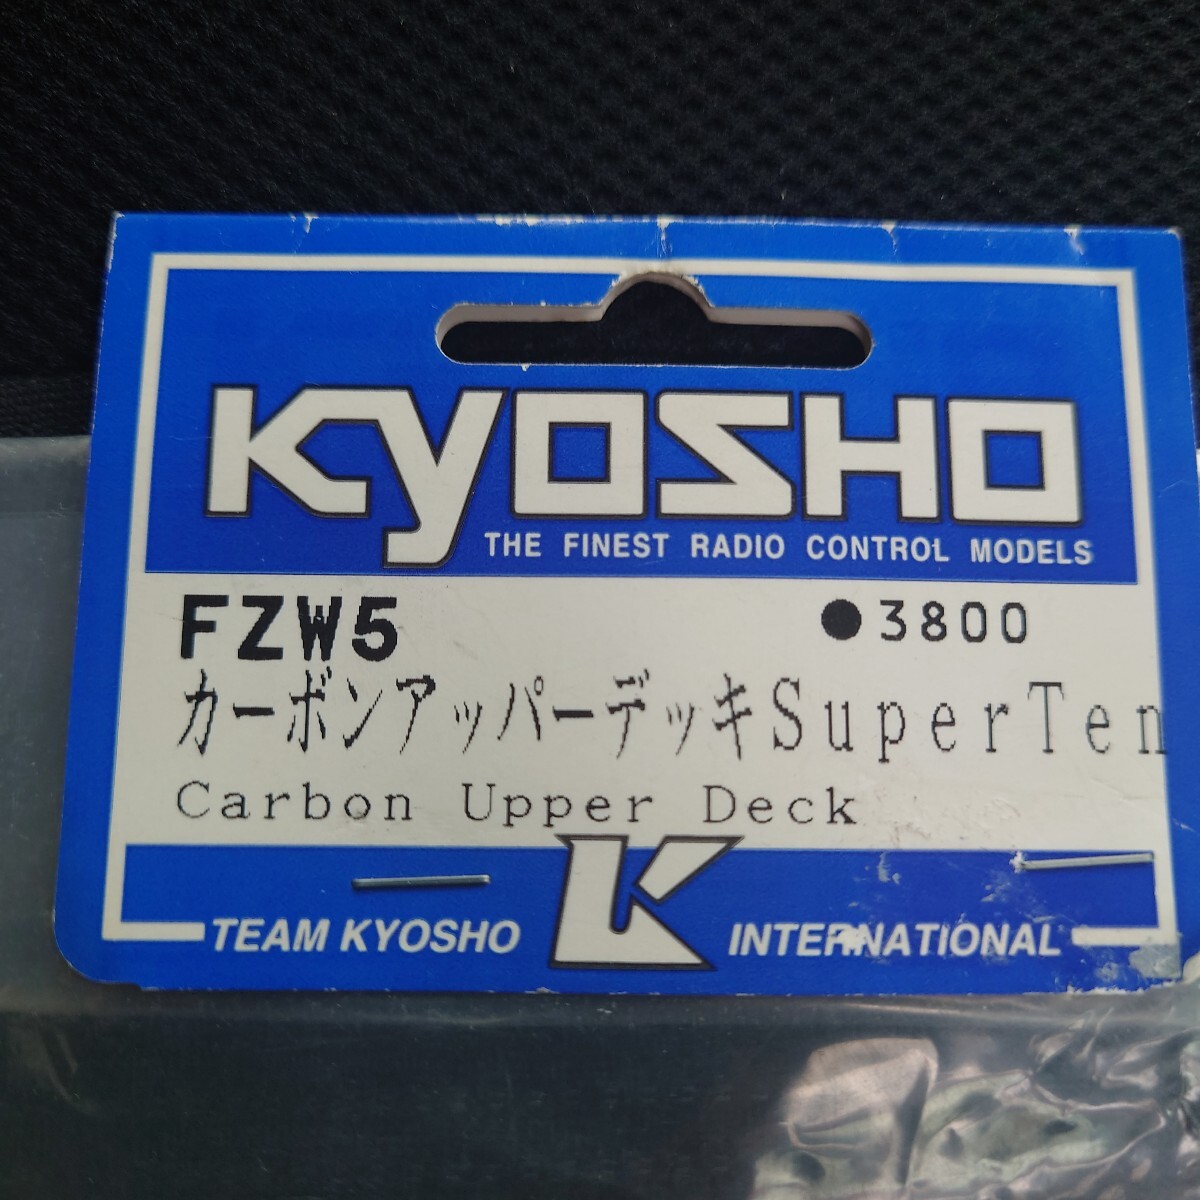 KYOSHO
THE FINEST RADIO CONTROL MODELS
FZW5 ●3800
カーボンアッパーデッキSuperTen
Carbon Upper Deck
TEAM KYOSHO K INTERNATIONAL